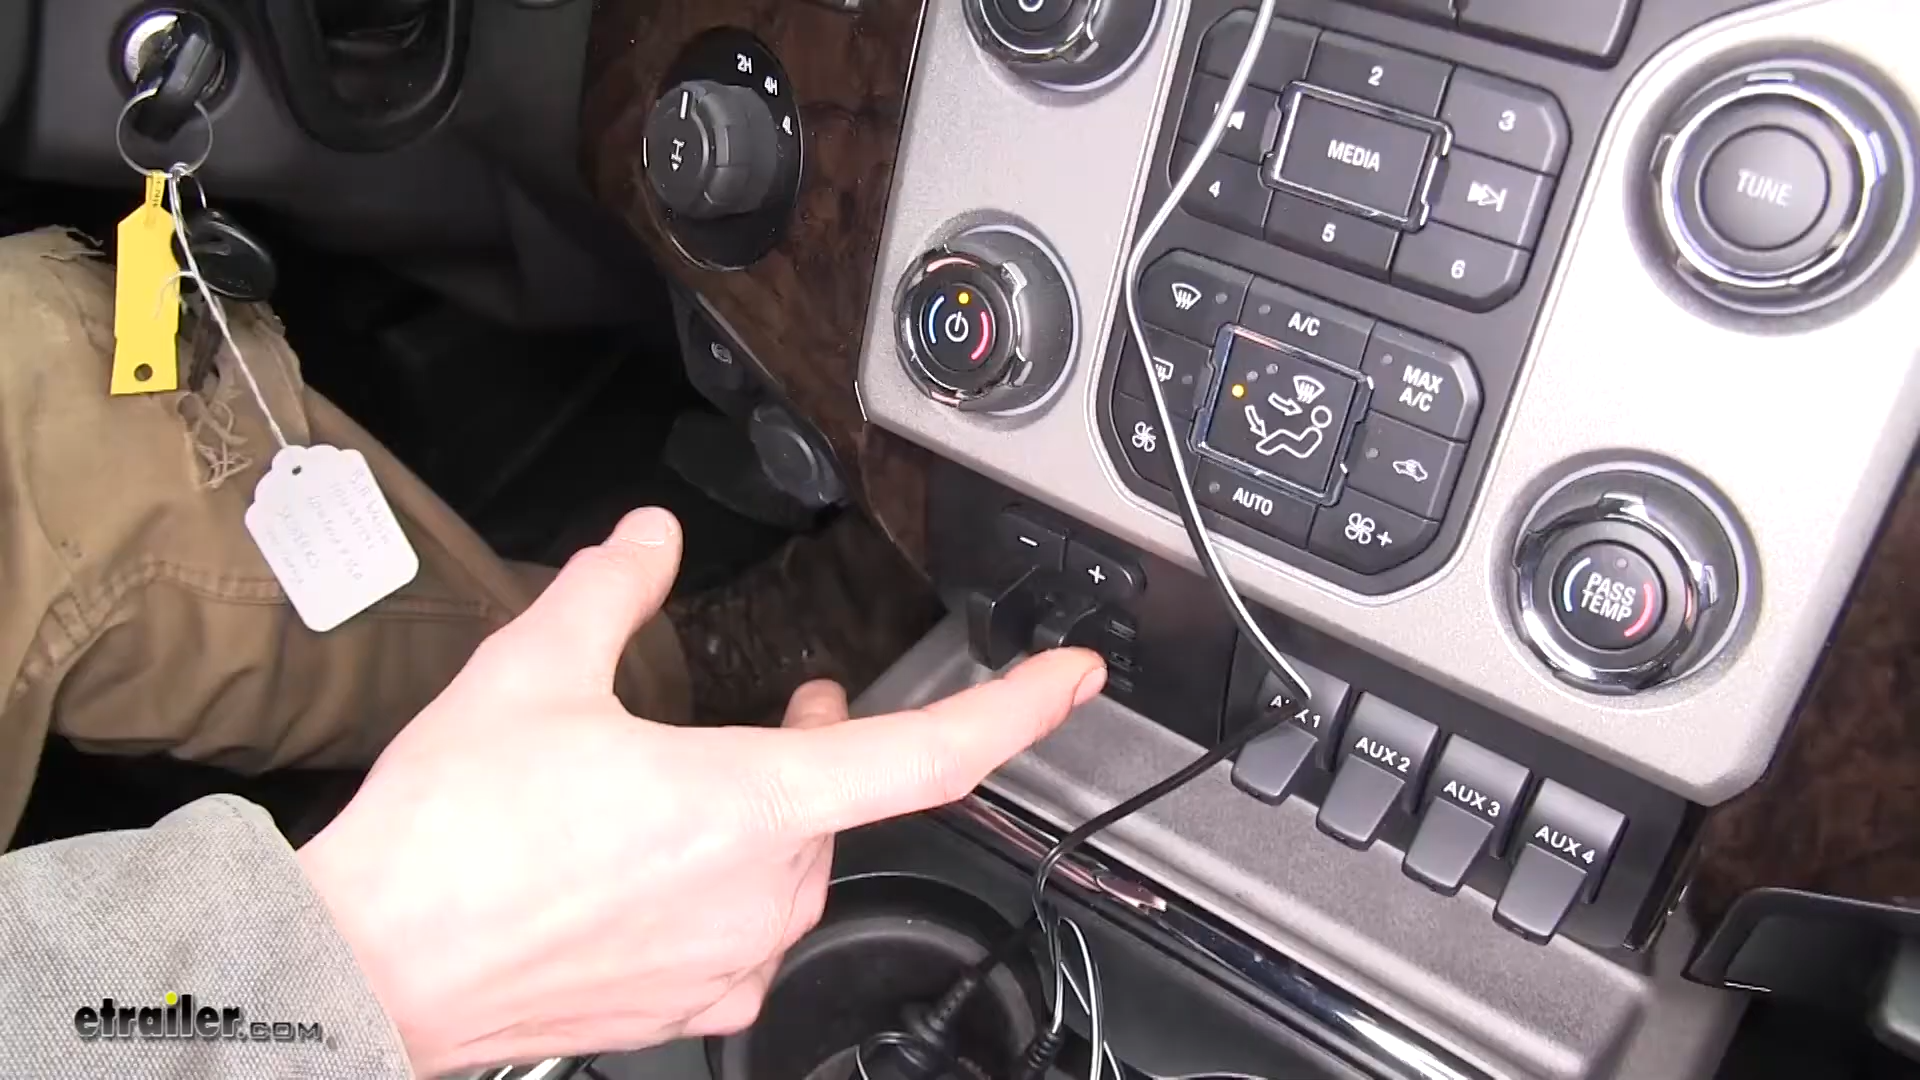 2H
4H
4L
2
3
MEDIA
4
5
6
TUNE
A/C
MAX
A/C
AUTO
+
PASS
TEMP
-
+
AUX 1
AUX 2
AUX 3
AUX 4
etrailer.com